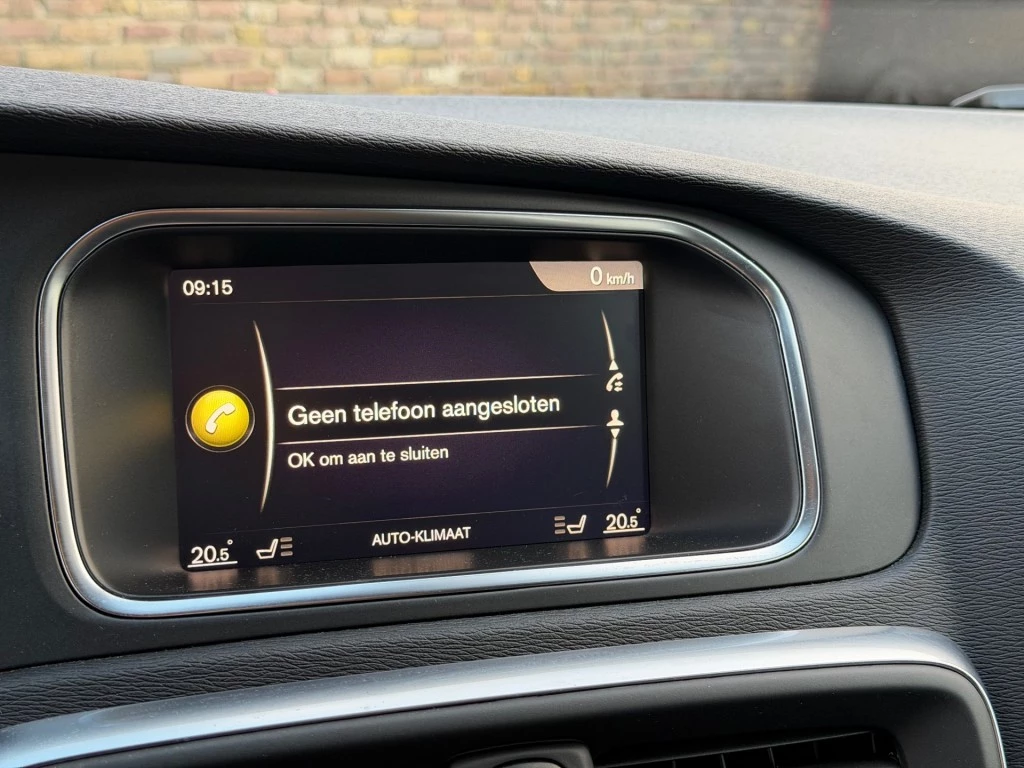 09:15
0 km/h
Geen telefoon aangesloten
OK om aan te sluiten
20.5°
AUTO-KLIMAAT
20.5°